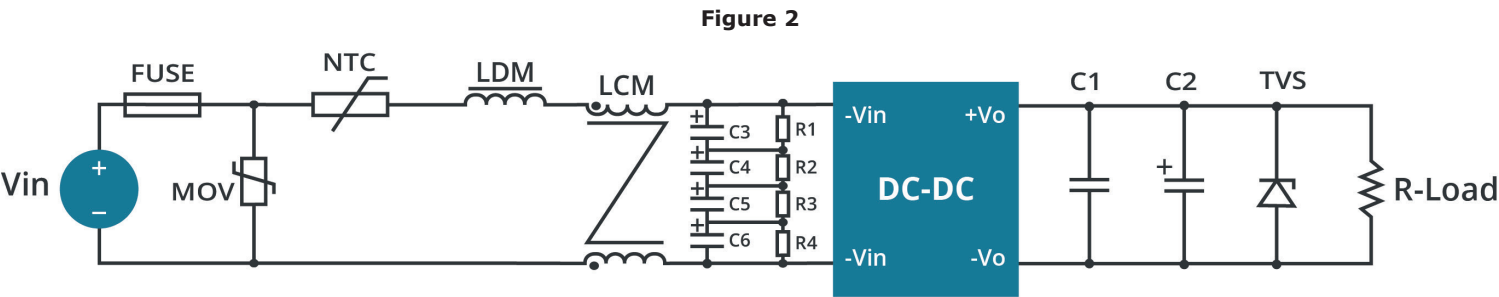 Figure 2
FUSE
NTC
LDM
LCM
C1
C2
TVS
Vin
+
−
MOV
+
C3
+
C4
+
C5
+
C6
R1
R2
R3
R4
-Vin
+Vo
DC-DC
-Vin
-Vo
+
R-Load